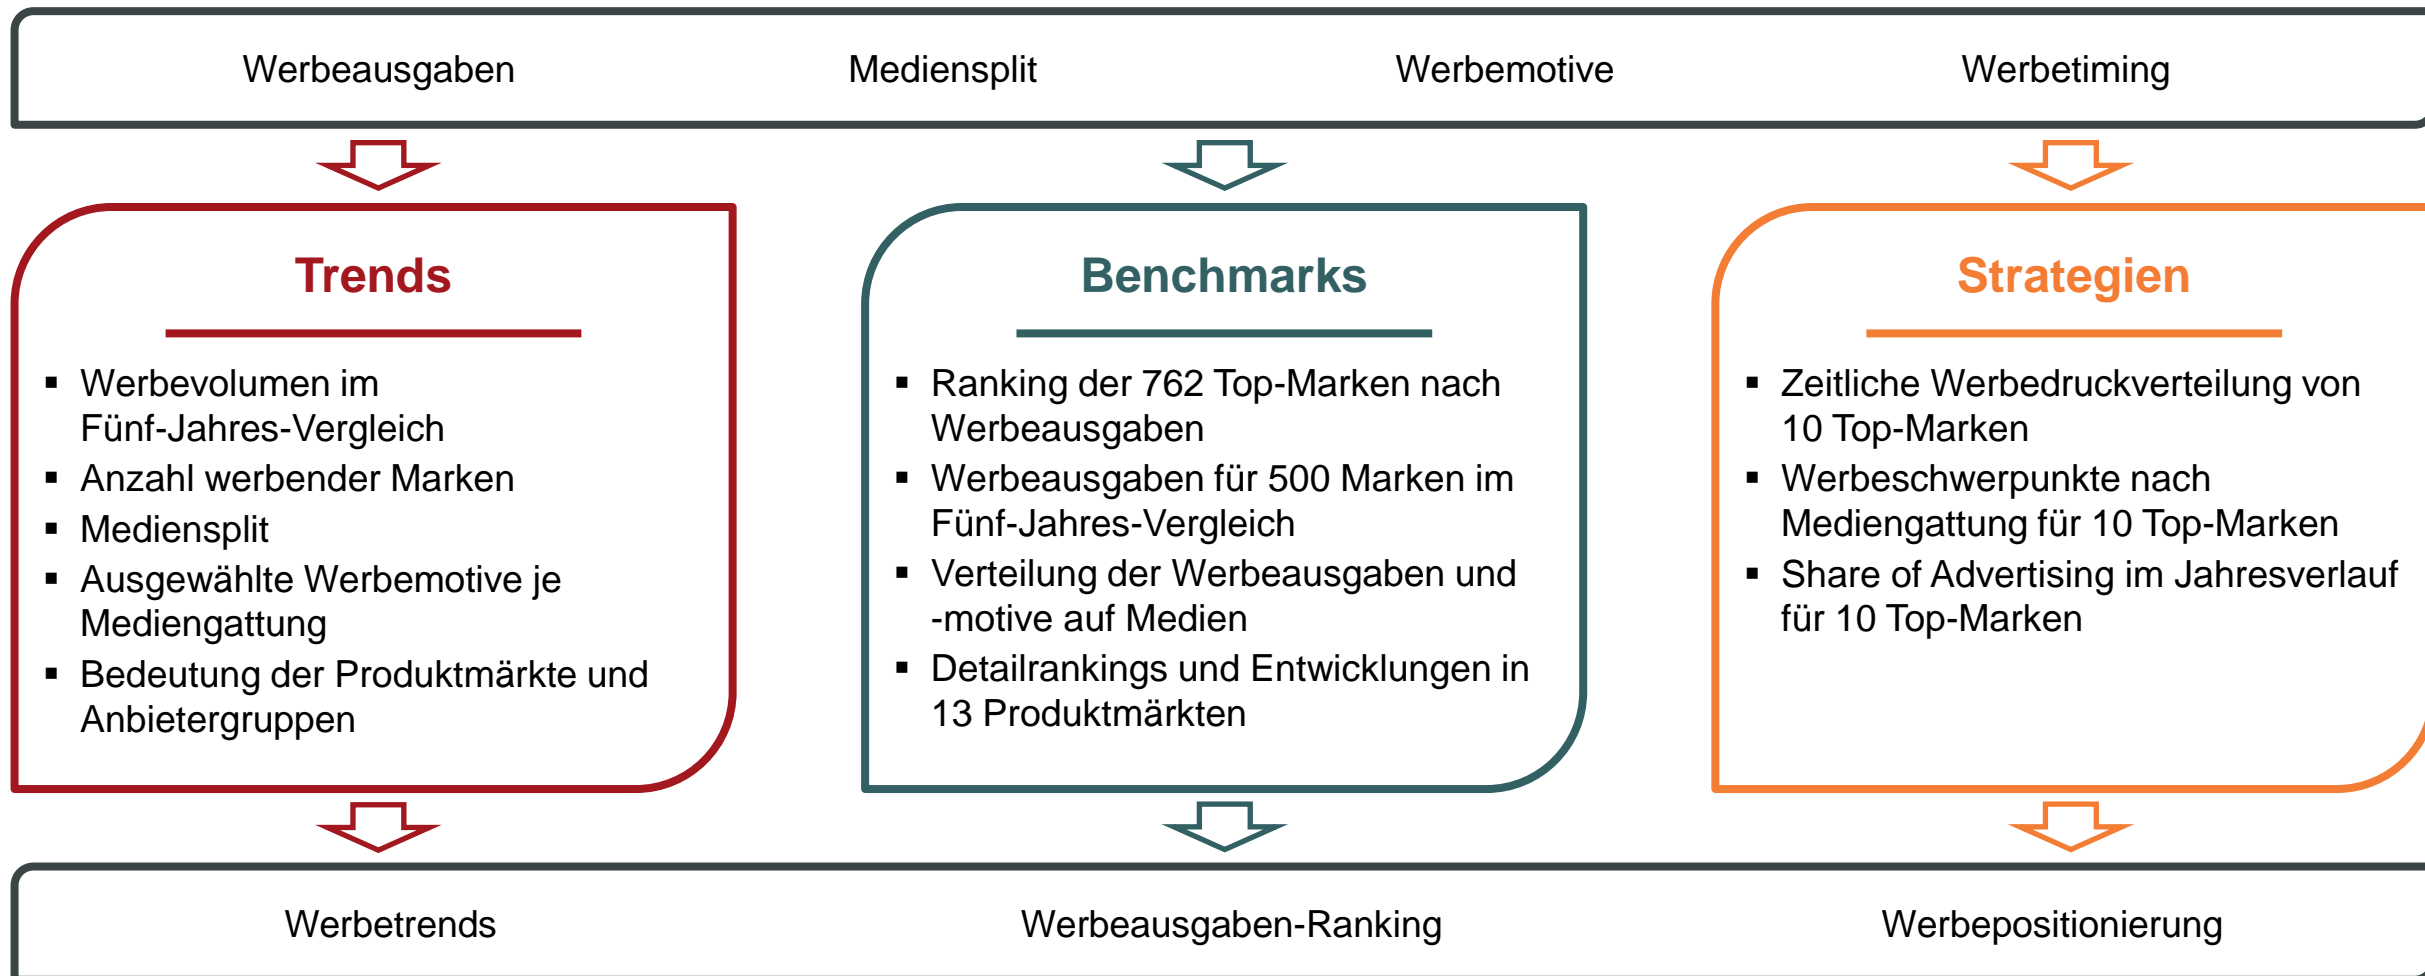 Werbeausgaben Mediensplit Werbemotive Werbetiming
Trends
▪ Werbevolumen im
Fünf-Jahres-Vergleich
▪ Anzahl werbender Marken
▪ Mediensplit
▪ Ausgewählte Werbemotive je
Mediengattung
▪ Bedeutung der Produktmärkte und
Anbietergruppen
Benchmarks
▪ Ranking der 762 Top-Marken nach
Werbeausgaben
▪ Werbeausgaben für 500 Marken im
Fünf-Jahres-Vergleich
▪ Verteilung der Werbeausgaben und
-motive auf Medien
▪ Detailrankings und Entwicklungen in
13 Produktmärkten
Strategien
▪ Zeitliche Werbedruckverteilung von
10 Top-Marken
▪ Werbeschwerpunkte nach
Mediengattung für 10 Top-Marken
▪ Share of Advertising im Jahresverlauf
für 10 Top-Marken
Werbetrends Werbeausgaben-Ranking Werbepositionierung